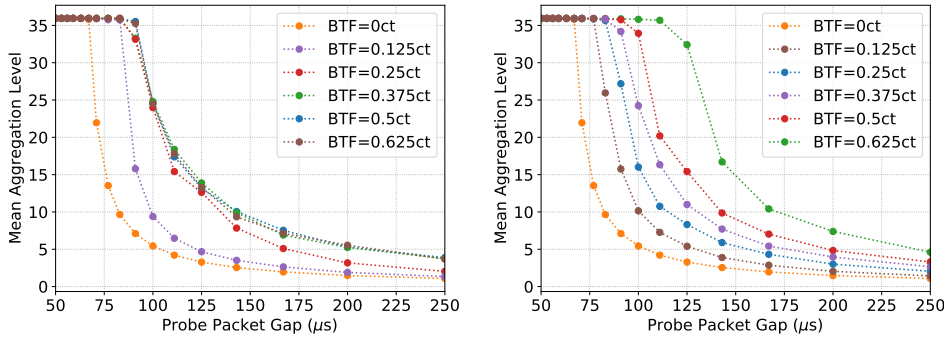 Mean Aggregation Level
35
30
25
20
15
10
5
0
BTF=0ct
BTF=0.125ct
BTF=0.25ct
BTF=0.375ct
BTF=0.5ct
BTF=0.625ct
50 75 100 125 150 175 200 225 250
Probe Packet Gap (μs)
Mean Aggregation Level
35
30
25
20
15
10
5
0
BTF=0ct
BTF=0.125ct
BTF=0.25ct
BTF=0.375ct
BTF=0.5ct
BTF=0.625ct
50 75 100 125 150 175 200 225 250
Probe Packet Gap (μs)